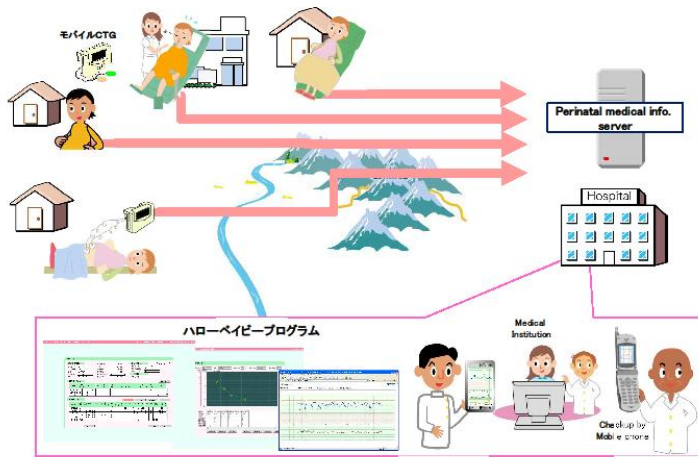 モバイルCTG
Perinatal medical info.
server
Hospital
ハローベイビープログラム
Medical
Institution
Checkup by
Mobile phone